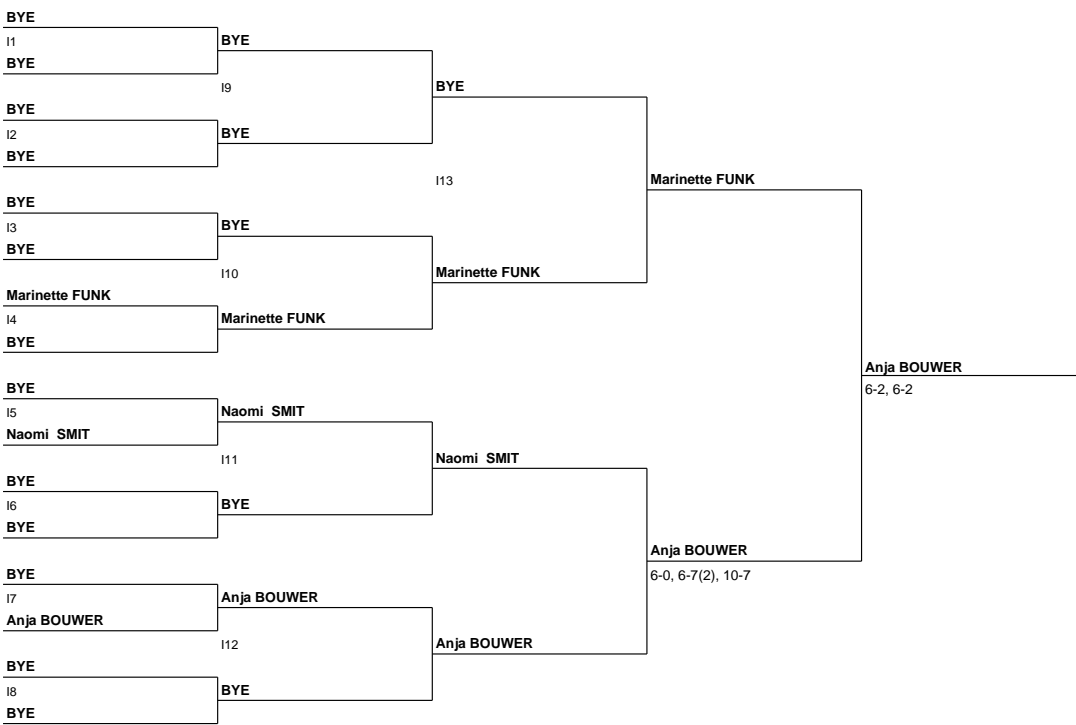 BYE
I1
BYE
BYE
I9
BYE
BYE
I2
BYE
BYE
I13
Marinette FUNK
BYE
I3
BYE
BYE
I10
Marinette FUNK
Marinette FUNK
I4
Marinette FUNK
BYE
Anja BOUWER
6-2, 6-2
BYE
I5
Naomi SMIT
Naomi SMIT
I11
Naomi SMIT
BYE
I6
BYE
BYE
Anja BOUWER
6-0, 6-7(2), 10-7
BYE
I7
Anja BOUWER
Anja BOUWER
I12
Anja BOUWER
BYE
I8
BYE
BYE